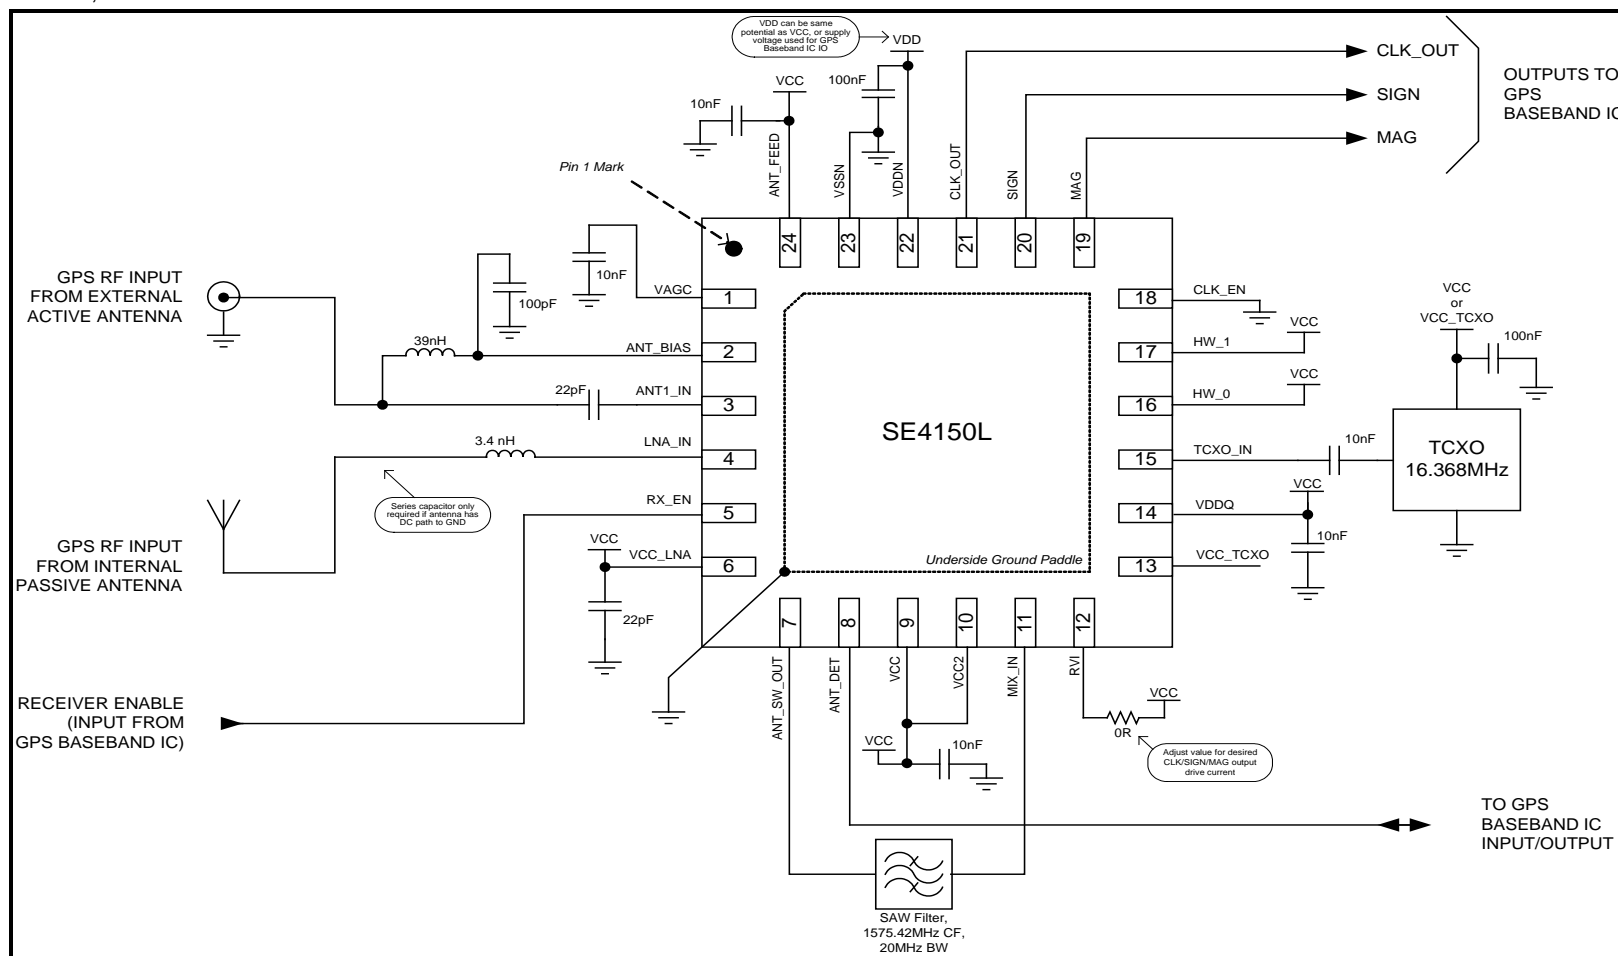 VDD can be same
potential as VCC, or supply
voltage used for GPS
Baseband IC IO
VDD
VCC
100nF
10nF
ANT_FEED
VSSN
VDDN
CLK_OUT
SIGN
MAG
CLK_OUT
SIGN
MAG
OUTPUTS TO
GPS
BASEBAND IC
Pin 1 Mark
24
23
22
21
20
19
GPS RF INPUT
FROM EXTERNAL
ACTIVE ANTENNA
10nF
100pF
39nH
22pF
VAGC
1
ANT_BIAS
2
ANT1_IN
3
3.4 nH
LNA_IN
4
Series capacitor only
required if antenna has
DC path to GND
RX_EN
5
GPS RF INPUT
FROM INTERNAL
PASSIVE ANTENNA
VCC
VCC_LNA
6
22pF
SE4150L
Underside Ground Paddle
18
CLK_EN
17
HW_1
VCC
16
HW_0
VCC
15
TCXO_IN
10nF
VCC
or
VCC_TCXO
100nF
TCXO
16.368MHz
14
VDDQ
VCC
10nF
13
VCC_TCXO
7
8
9
10
11
12
ANT_SW_OUT
ANT_DET
VCC
VCC2
MIX_IN
RVI
RECEIVER ENABLE
(INPUT FROM
GPS BASEBAND IC)
VCC
10nF
VCC
0R
Adjust value for desired
CLK/SIGN/MAG output
drive current
TO GPS
BASEBAND IC
INPUT/OUTPUT
SAW Filter,
1575.42MHz CF,
20MHz BW